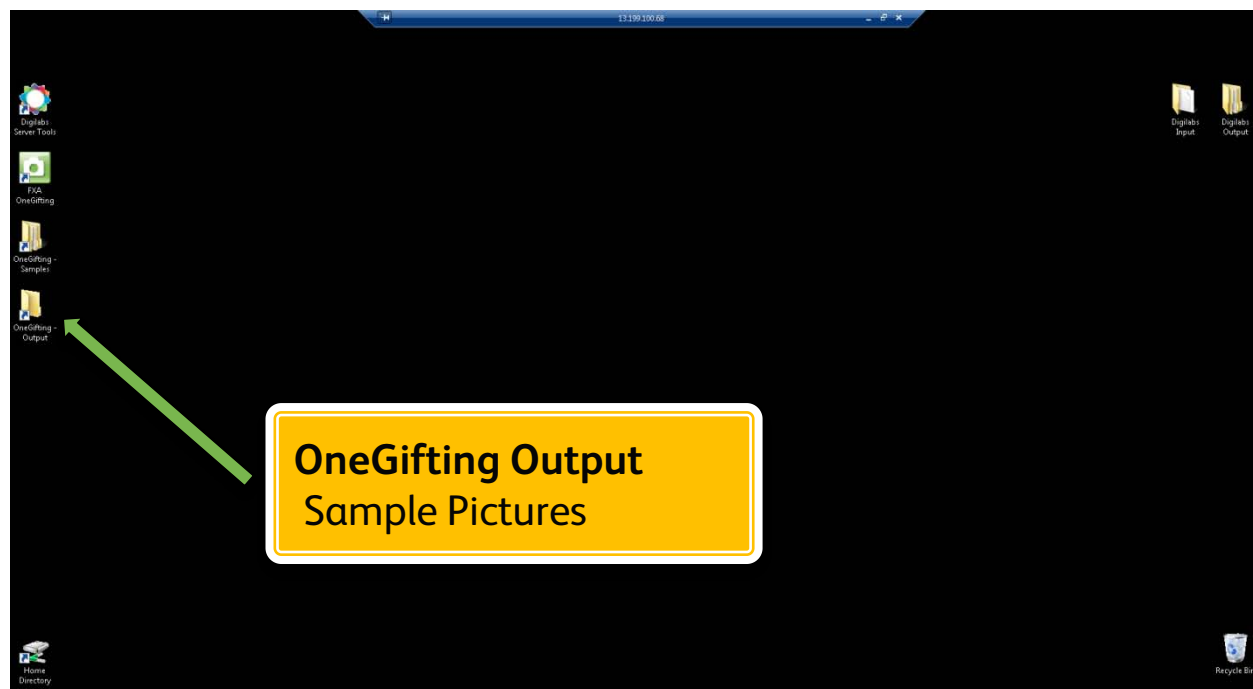 13.199.100.68
Digilabs
Server Tools
FXA
OneGifting
OneGifting -
Samples
OneGifting -
Output
Digilabs
Input
Digilabs
Output
OneGifting Output
Sample Pictures
Home
Directory
Recycle Bin